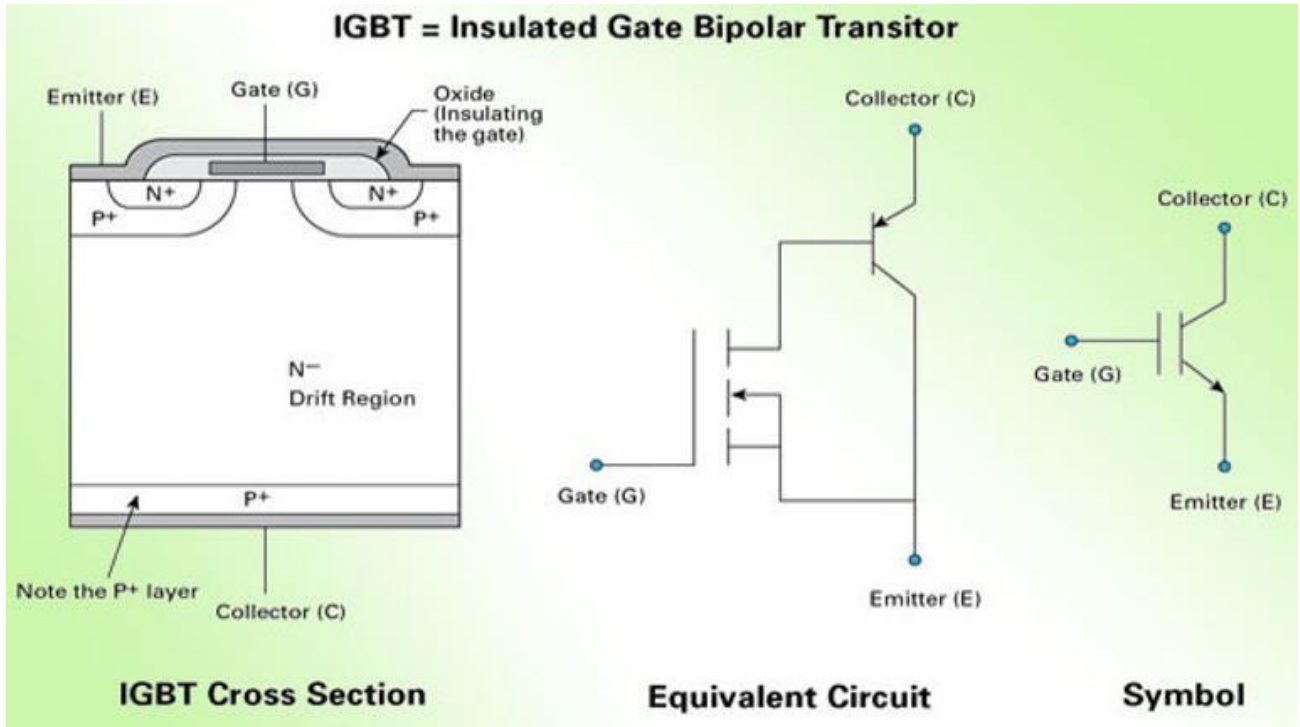 IGBT = Insulated Gate Bipolar Transitor
Emitter (E)
Gate (G)
Oxide
(Insulating
the gate)
N+
N+
P+
P+
N—
Drift Region
P+
Note the P+ layer
Collector (C)
IGBT Cross Section
Collector (C)
Gate (G)
Emitter (E)
Equivalent Circuit
Collector (C)
Gate (G)
Emitter (E)
Symbol